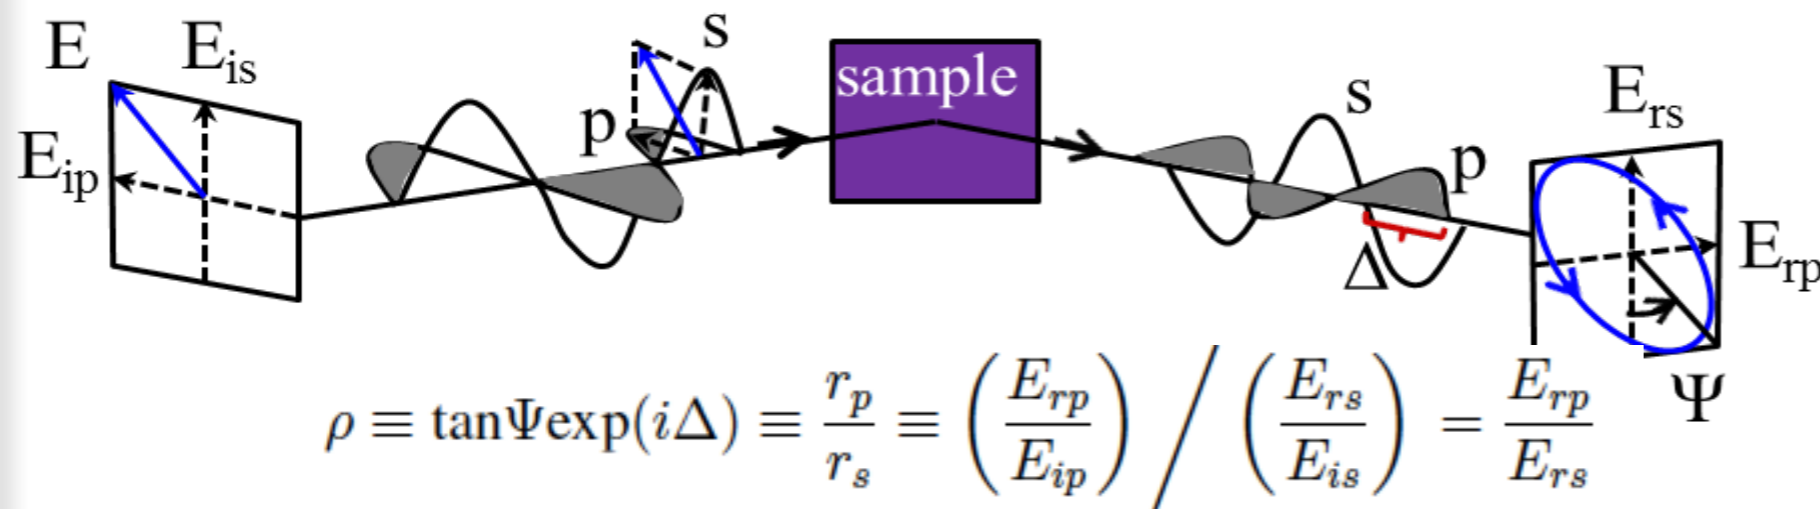 E E_is
E_ip
p s
sample
s
p
Δ
E_rs
E_rp
Ψ
ρ ≡ tanΨexp(iΔ) ≡ r_p/r_s ≡ (E_rp/E_ip) / (E_rs/E_is) = E_rp/E_rs